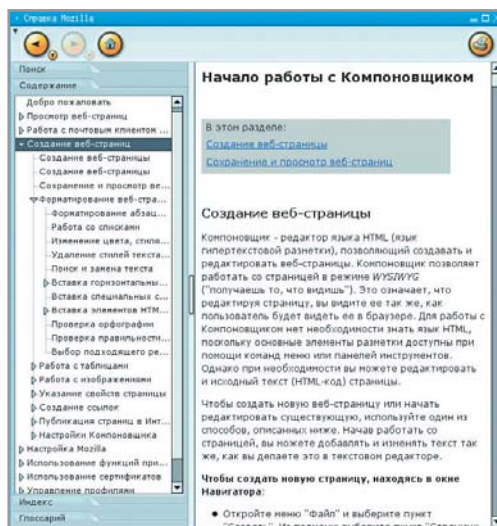 Справка Mozilla
Поиск
Содержание
Добро пожаловать
Просмотр веб-страниц
Работа с почтовым клиентом ...
Создание веб-страниц
Создание веб-страницы
Создание веб-страницы
Сохранение и просмотр ве...
Форматирование веб-стра...
Форматирование абзац...
Работа со списками
Изменение цвета, стиля...
Удаление стилей текста...
Поиск и замена текста
Вставка горизонтальны...
Вставка специальных с...
Вставка элементов HTM...
Проверка орфографии
Проверка правильности...
Выбор подходящего ре...
Работа с таблицами
Работа с изображениями
Указание свойств страницы
Создание ссылок
Публикация страниц в Инт...
Настройки Компоновщика
Настройка Mozilla
Использование функций при...
Использование сертификатов
Управление профилями
Индекс
Глоссарий
Начало работы с Компоновщиком
В этом разделе:
Создание веб-страницы
Сохранение и просмотр веб-страниц
Создание веб-страницы
Компоновщик - редактор языка HTML (язык
гипертекстовой разметки), позволяющий создавать и
редактировать веб-страницы. Компоновщик позволяет
работать со страницей в режиме WYSIWYG
("получаешь то, что видишь"). Это означает, что
редактируя страницу, вы видите ее так же, как
пользователь будет видеть ее в браузере. Для работы с
Компоновщиком нет необходимости знать язык HTML,
поскольку основные элементы разметки доступны при
помощи команд меню или панелей инструментов.
Однако при необходимости вы можете редактировать
и исходный текст (HTML-код) страницы.
Чтобы создать новую веб-страницу или начать
редактировать существующую, используйте один из
способов, описанных ниже. Начав работать со
страницей, вы можете добавлять и изменять текст так
же, как вы делаете это в текстовом редакторе.
Чтобы создать новую страницу, находясь в окне
Навигатора:
Откройте меню "Файл" и выберите пункт